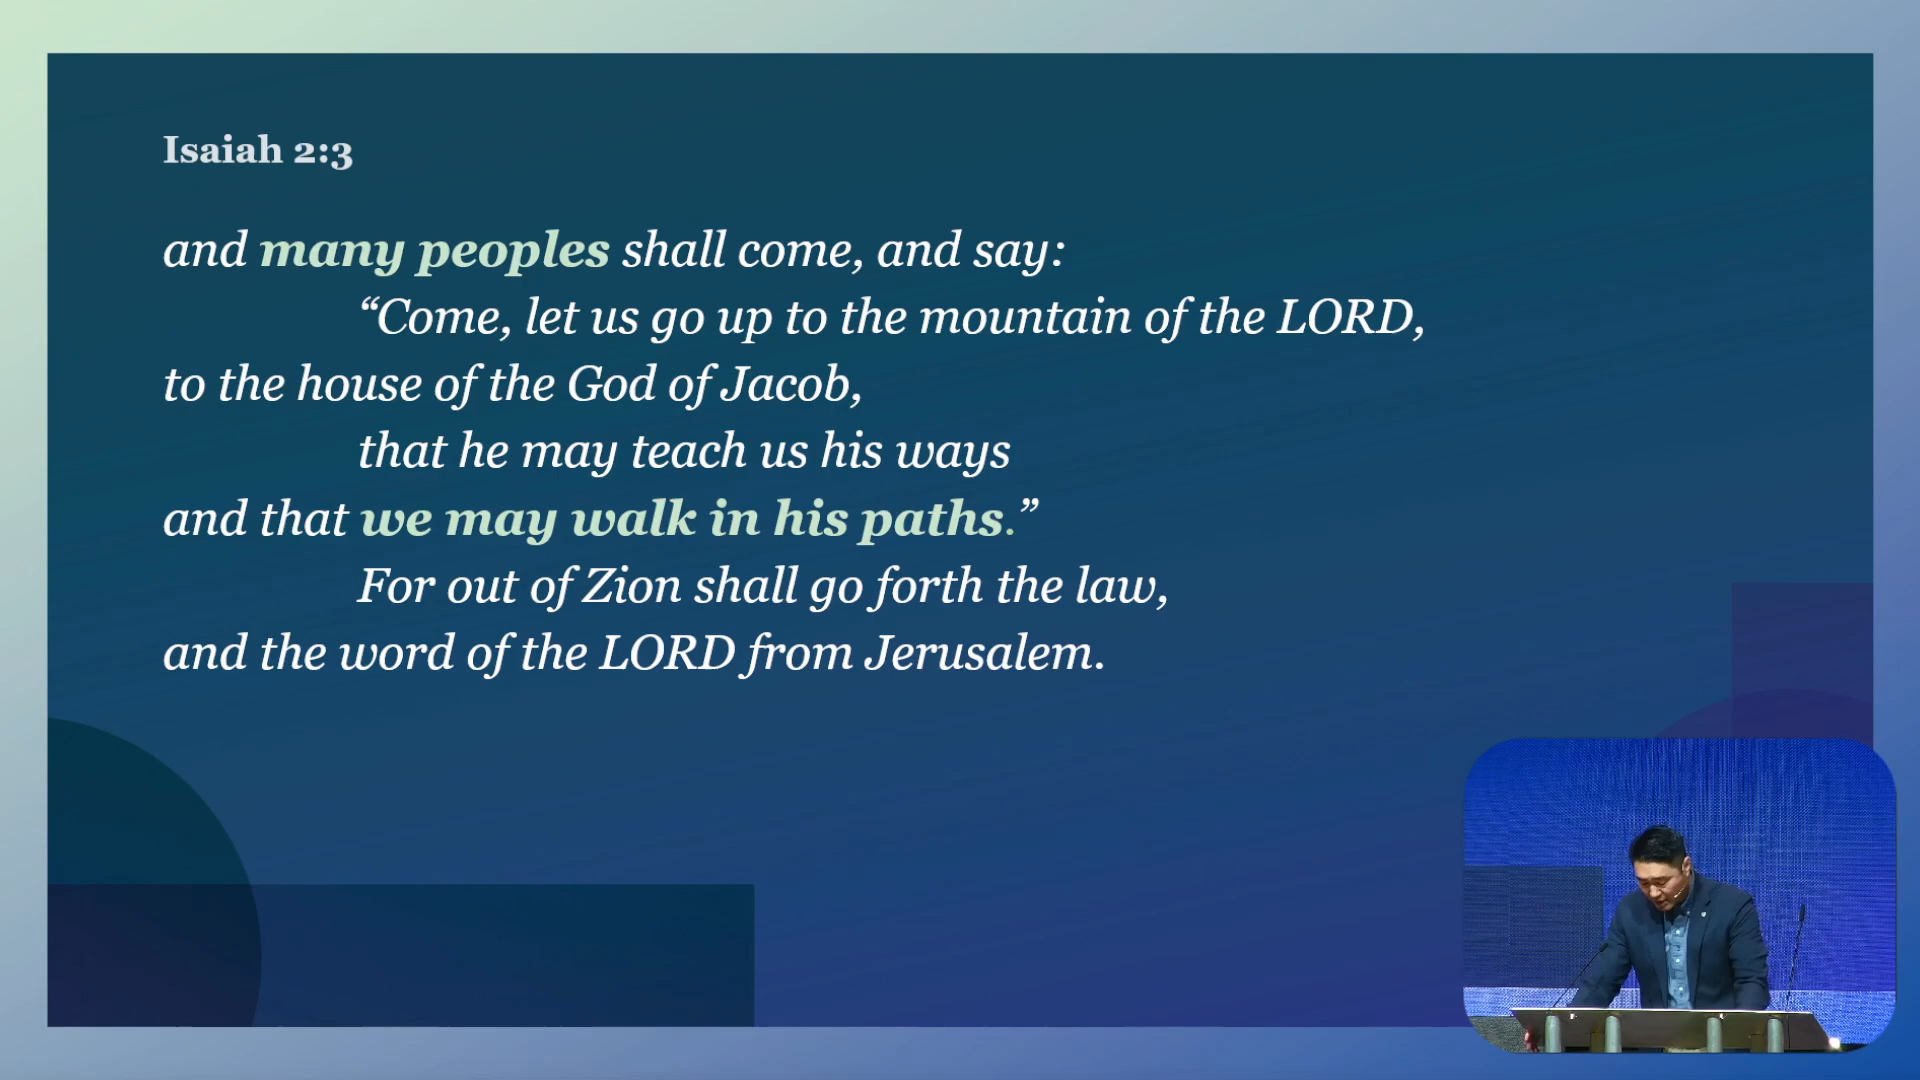 Isaiah 2:3
and many peoples shall come, and say:
“Come, let us go up to the mountain of the LORD,
to the house of the God of Jacob,
that he may teach us his ways
and that we may walk in his paths.”
For out of Zion shall go forth the law,
and the word of the LORD from Jerusalem.